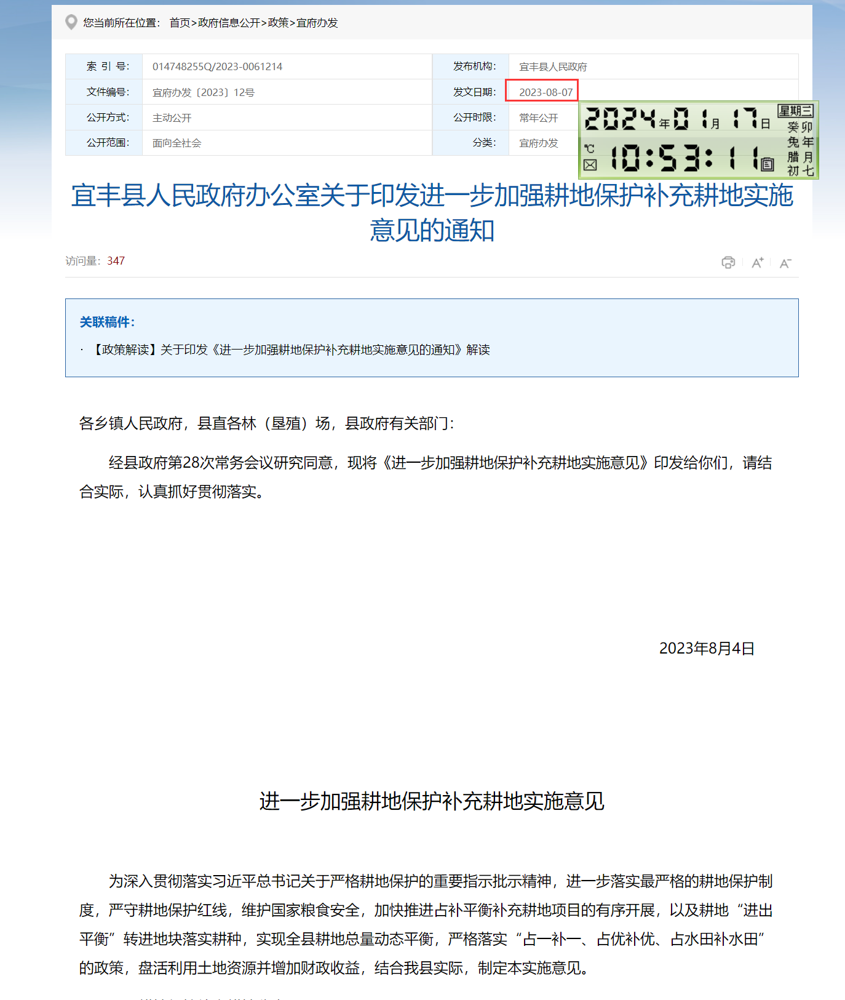 您当前所在位置： 首页>政府信息公开>政策>宜府办发
索 引 号： 014748255Q/2023-0061214 发布机构： 宜丰县人民政府
文件编号： 宜府办发〔2023〕12号 发文日期： 2023-08-07
公开方式： 主动公开 公开时限： 常年公开
公开范围： 面向全社会 分类： 宜府办发
2024年01月17日 星期三
℃ 10:53:11
癸卯
兔年
腊月
初七
宜丰县人民政府办公室关于印发进一步加强耕地保护补充耕地实施
意见的通知
访问量：347
A+ A-
关联稿件：
· 【政策解读】关于印发《进一步加强耕地保护补充耕地实施意见的通知》解读
各乡镇人民政府，县直各林（垦殖）场，县政府有关部门：
经县政府第28次常务会议研究同意，现将《进一步加强耕地保护补充耕地实施意见》印发给你们，请结
合实际，认真抓好贯彻落实。
2023年8月4日
进一步加强耕地保护补充耕地实施意见
为深入贯彻落实习近平总书记关于严格耕地保护的重要指示批示精神，进一步落实最严格的耕地保护制
度，严守耕地保护红线，维护国家粮食安全，加快推进占补平衡补充耕地项目的有序开展，以及耕地“进出
平衡”转进地块落实耕种，实现全县耕地总量动态平衡，严格落实“占一补一、占优补优、占水田补水田”
的政策，盘活利用土地资源并增加财政收益，结合我县实际，制定本实施意见。